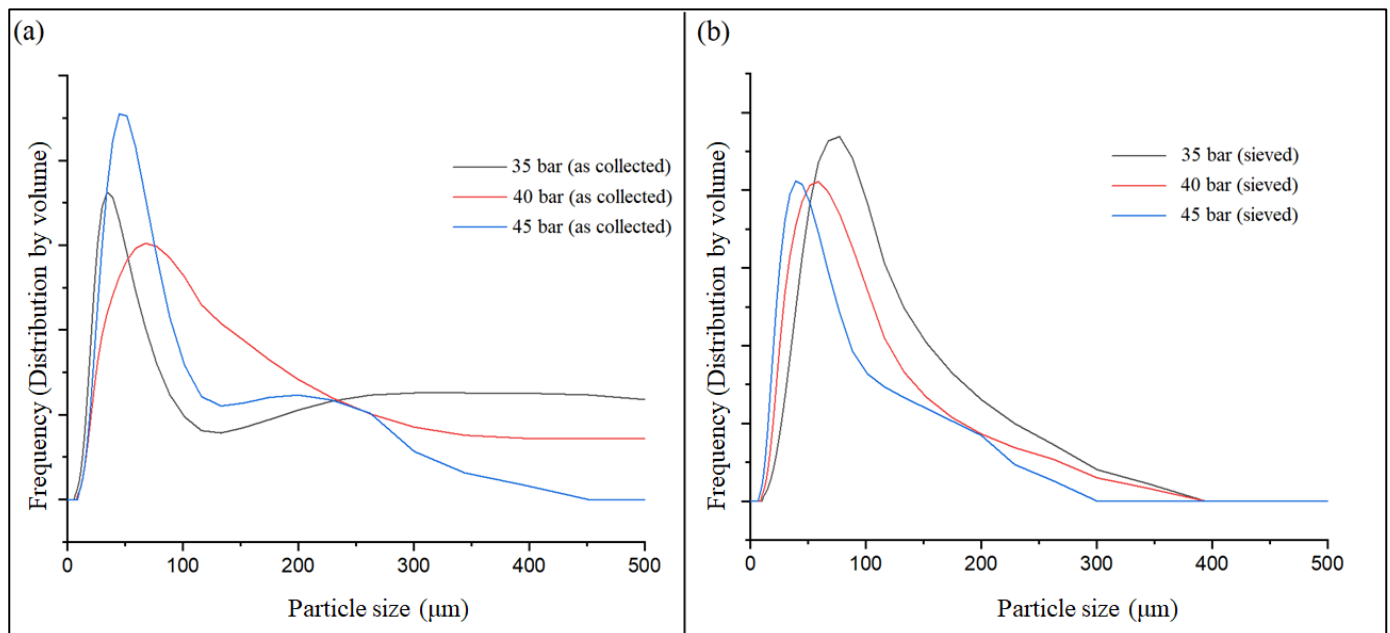 (a)
Frequency (Distribution by volume)
35 bar (as collected)
40 bar (as collected)
45 bar (as collected)
0 100 200 300 400 500
Particle size (μm)
(b)
Frequency (Distribution by volume)
35 bar (sieved)
40 bar (sieved)
45 bar (sieved)
0 100 200 300 400 500
Particle size (μm)